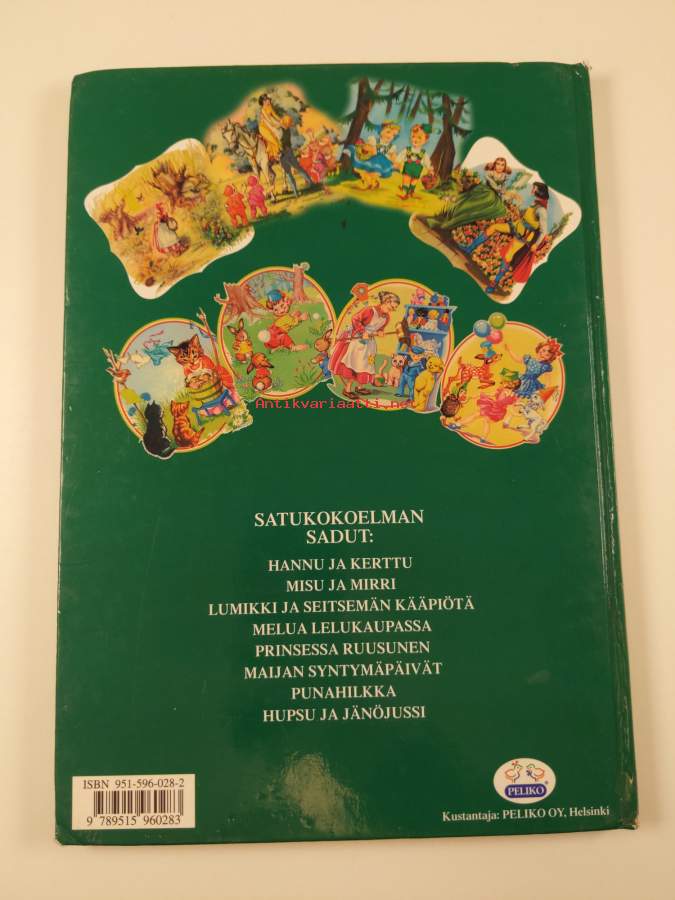 Antikvariaatti.net
SATUKOKOELMAN
SADUT:
HANNU JA KERTTU
MISU JA MIRRI
LUMIKKI JA SEITSEMÄN KÄÄPIÖTÄ
MELUA LELUKAUPASSA
PRINSESSA RUUSUNEN
MAIJAN SYNTYMÄPÄIVÄT
PUNAHILKKA
HUPSU JA JÄNÖJUSSI
ISBN 951-596-028-2
9 789515 960283
PELIKO
Kustantaja: PELIKO OY, Helsinki